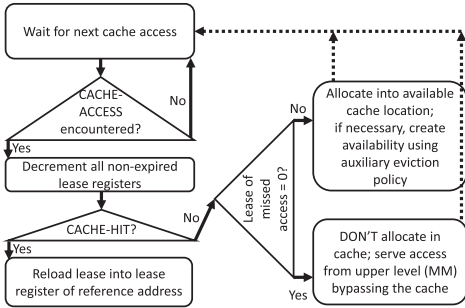 Wait for next cache access
CACHE-
ACCESS
encountered?
No
Yes
Decrement all non-expired
lease registers
CACHE-HIT?
No
Yes
Reload lease into lease
register of reference address
Lease of
missed
access = 0?
No
Allocate into available
cache location;
if necessary, create
availability using
auxiliary eviction
policy
Yes
DON'T allocate in
cache; serve access
from upper level (MM)
bypassing the cache